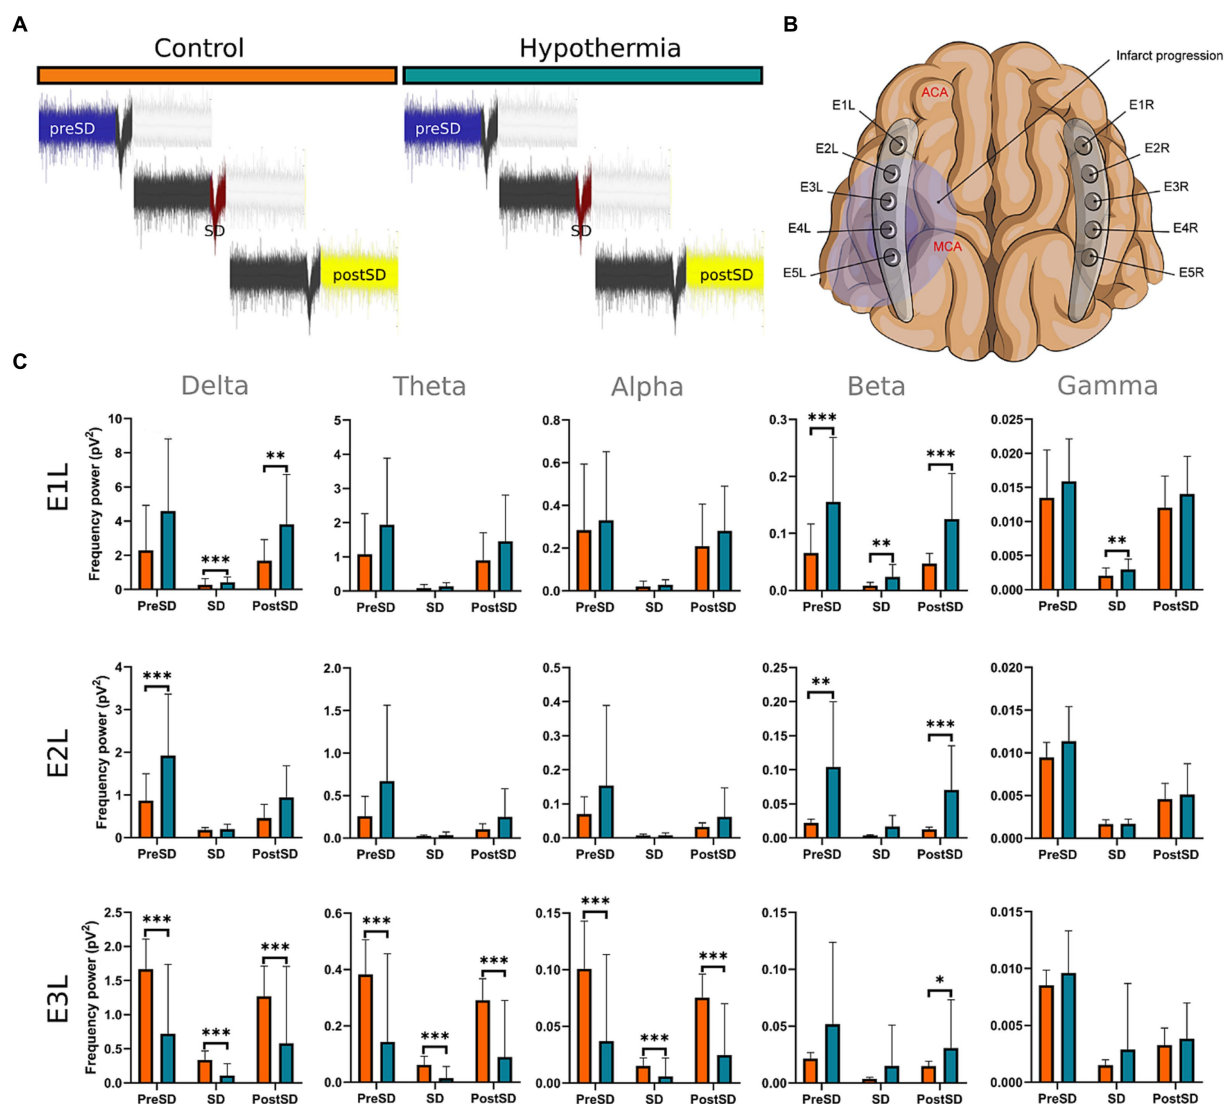 A
Control
Hypothermia
preSD
SD
postSD
preSD
SD
postSD
B
Infarct progression
ACA
MCA
E1L
E2L
E3L
E4L
E5L
E1R
E2R
E3R
E4R
E5R
C
Delta
Theta
Alpha
Beta
Gamma
E1L
Frequency power (pV²)
10
8
6
4
2
0
*** **
PreSD SD PostSD
5
4
3
2
1
0
PreSD SD PostSD
0.8
0.6
0.4
0.2
0.0
PreSD SD PostSD
0.3
0.2
0.1
0.0
*** ** ***
PreSD SD PostSD
0.025
0.020
0.015
0.010
0.005
0.000
**
PreSD SD PostSD
E2L
Frequency power (pV²)
4
3
2
1
0
***
PreSD SD PostSD
2.0
1.5
1.0
0.5
0.0
PreSD SD PostSD
0.5
0.4
0.3
0.2
0.1
0.0
PreSD SD PostSD
0.25
0.20
0.15
0.10
0.05
0.00
** ***
PreSD SD PostSD
0.020
0.015
0.010
0.005
0.000
PreSD SD PostSD
E3L
Frequency power (pV²)
2.5
2.0
1.5
1.0
0.5
0.0
*** *** ***
PreSD SD PostSD
0.6
0.4
0.2
0.0
*** *** ***
PreSD SD PostSD
0.15
0.10
0.05
0.00
*** *** ***
PreSD SD PostSD
0.15
0.10
0.05
0.00
*
PreSD SD PostSD
0.015
0.010
0.005
0.000
PreSD SD PostSD